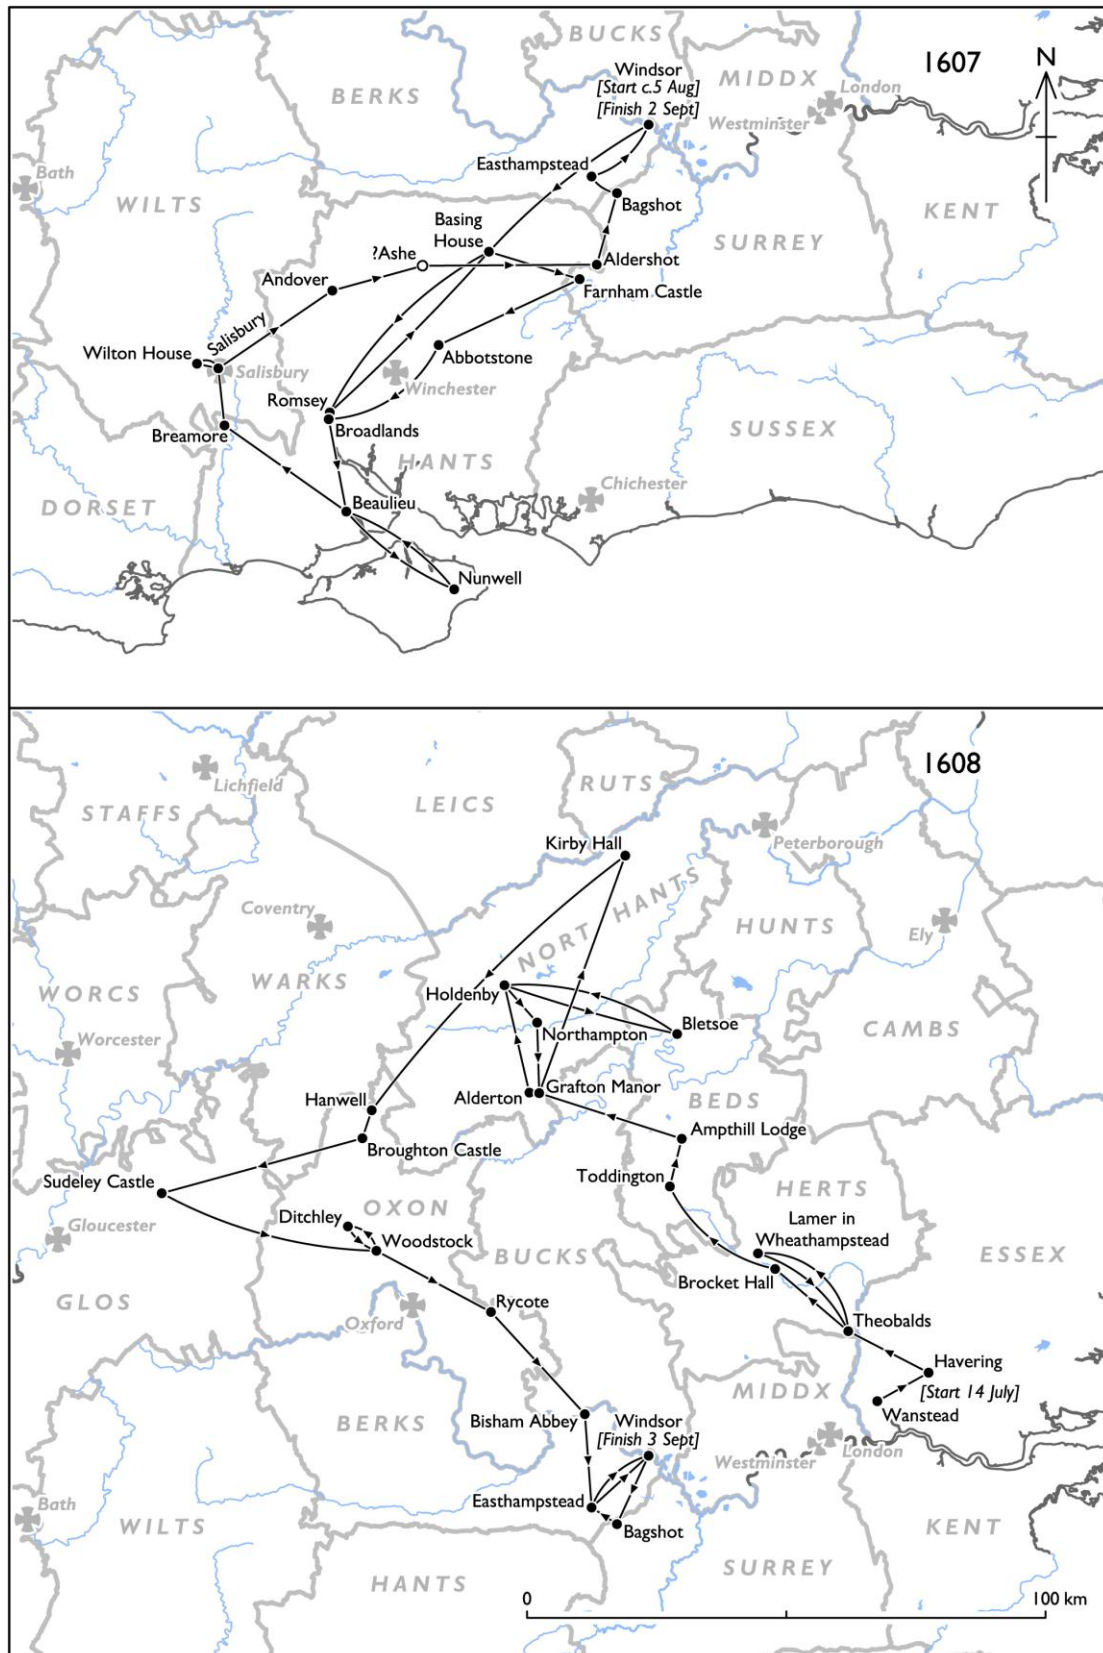 1607
N
BUCKS
MIDDX
BERKS
Windsor
[Start c.5 Aug]
[Finish 2 Sept]
London
Westminster
Easthampstead
Bath
WILTS
Bagshot
KENT
Basing
House
SURREY
?Ashe
Aldershot
Andover
Farnham Castle
Salisbury
Wilton House
Salisbury
Abbotstone
Winchester
Romsey
Broadlands
Breamore
SUSSEX
HANTS
Chichester
DORSET
Beaulieu
Nunwell
1608
Lichfield
STAFFS
LEICS
RUTS
Kirby Hall
Peterborough
Coventry
NORTHANTS
HUNTS
Ely
WARKS
WORCS
Holdenby
Bletsoe
Northampton
CAMBS
Worcester
Hanwell
Alderton
Grafton Manor
BEDS
Broughton Castle
Ampthill Lodge
Sudeley Castle
Toddington
HERTS
Ditchley
OXON
Lamer in
Wheathampstead
Gloucester
Woodstock
BUCKS
ESSEX
Brocket Hall
GLOS
Rycote
Oxford
Theobalds
Havering
[Start 14 July]
MIDDX
Wanstead
BERKS
Bisham Abbey
Windsor
[Finish 3 Sept]
Westminster
London
Bath
Easthampstead
WILTS
Bagshot
KENT
SURREY
HANTS
0
100 km